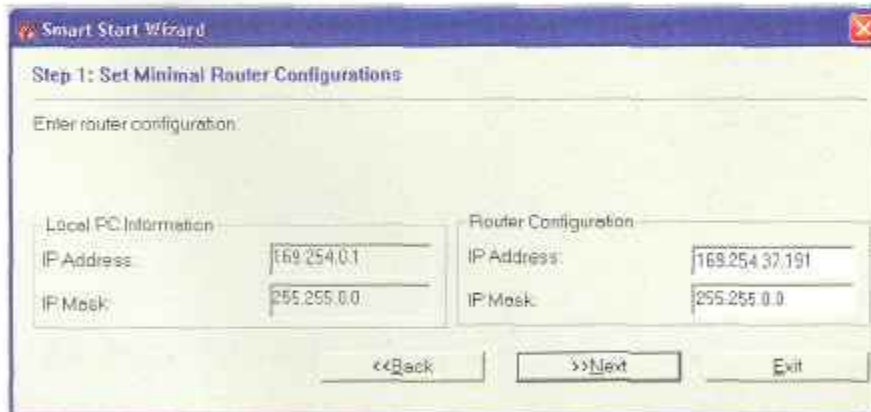 Smart Start Wizard
Step 1: Set Minimal Router Configurations
Enter router configuration.
Local PC Information
IP Address: 169.254.0.1
IP Mask: 255.255.0.0
Router Configuration
IP Address: 169.254.37.191
IP Mask: 255.255.0.0
<<Back
>>Next
Exit